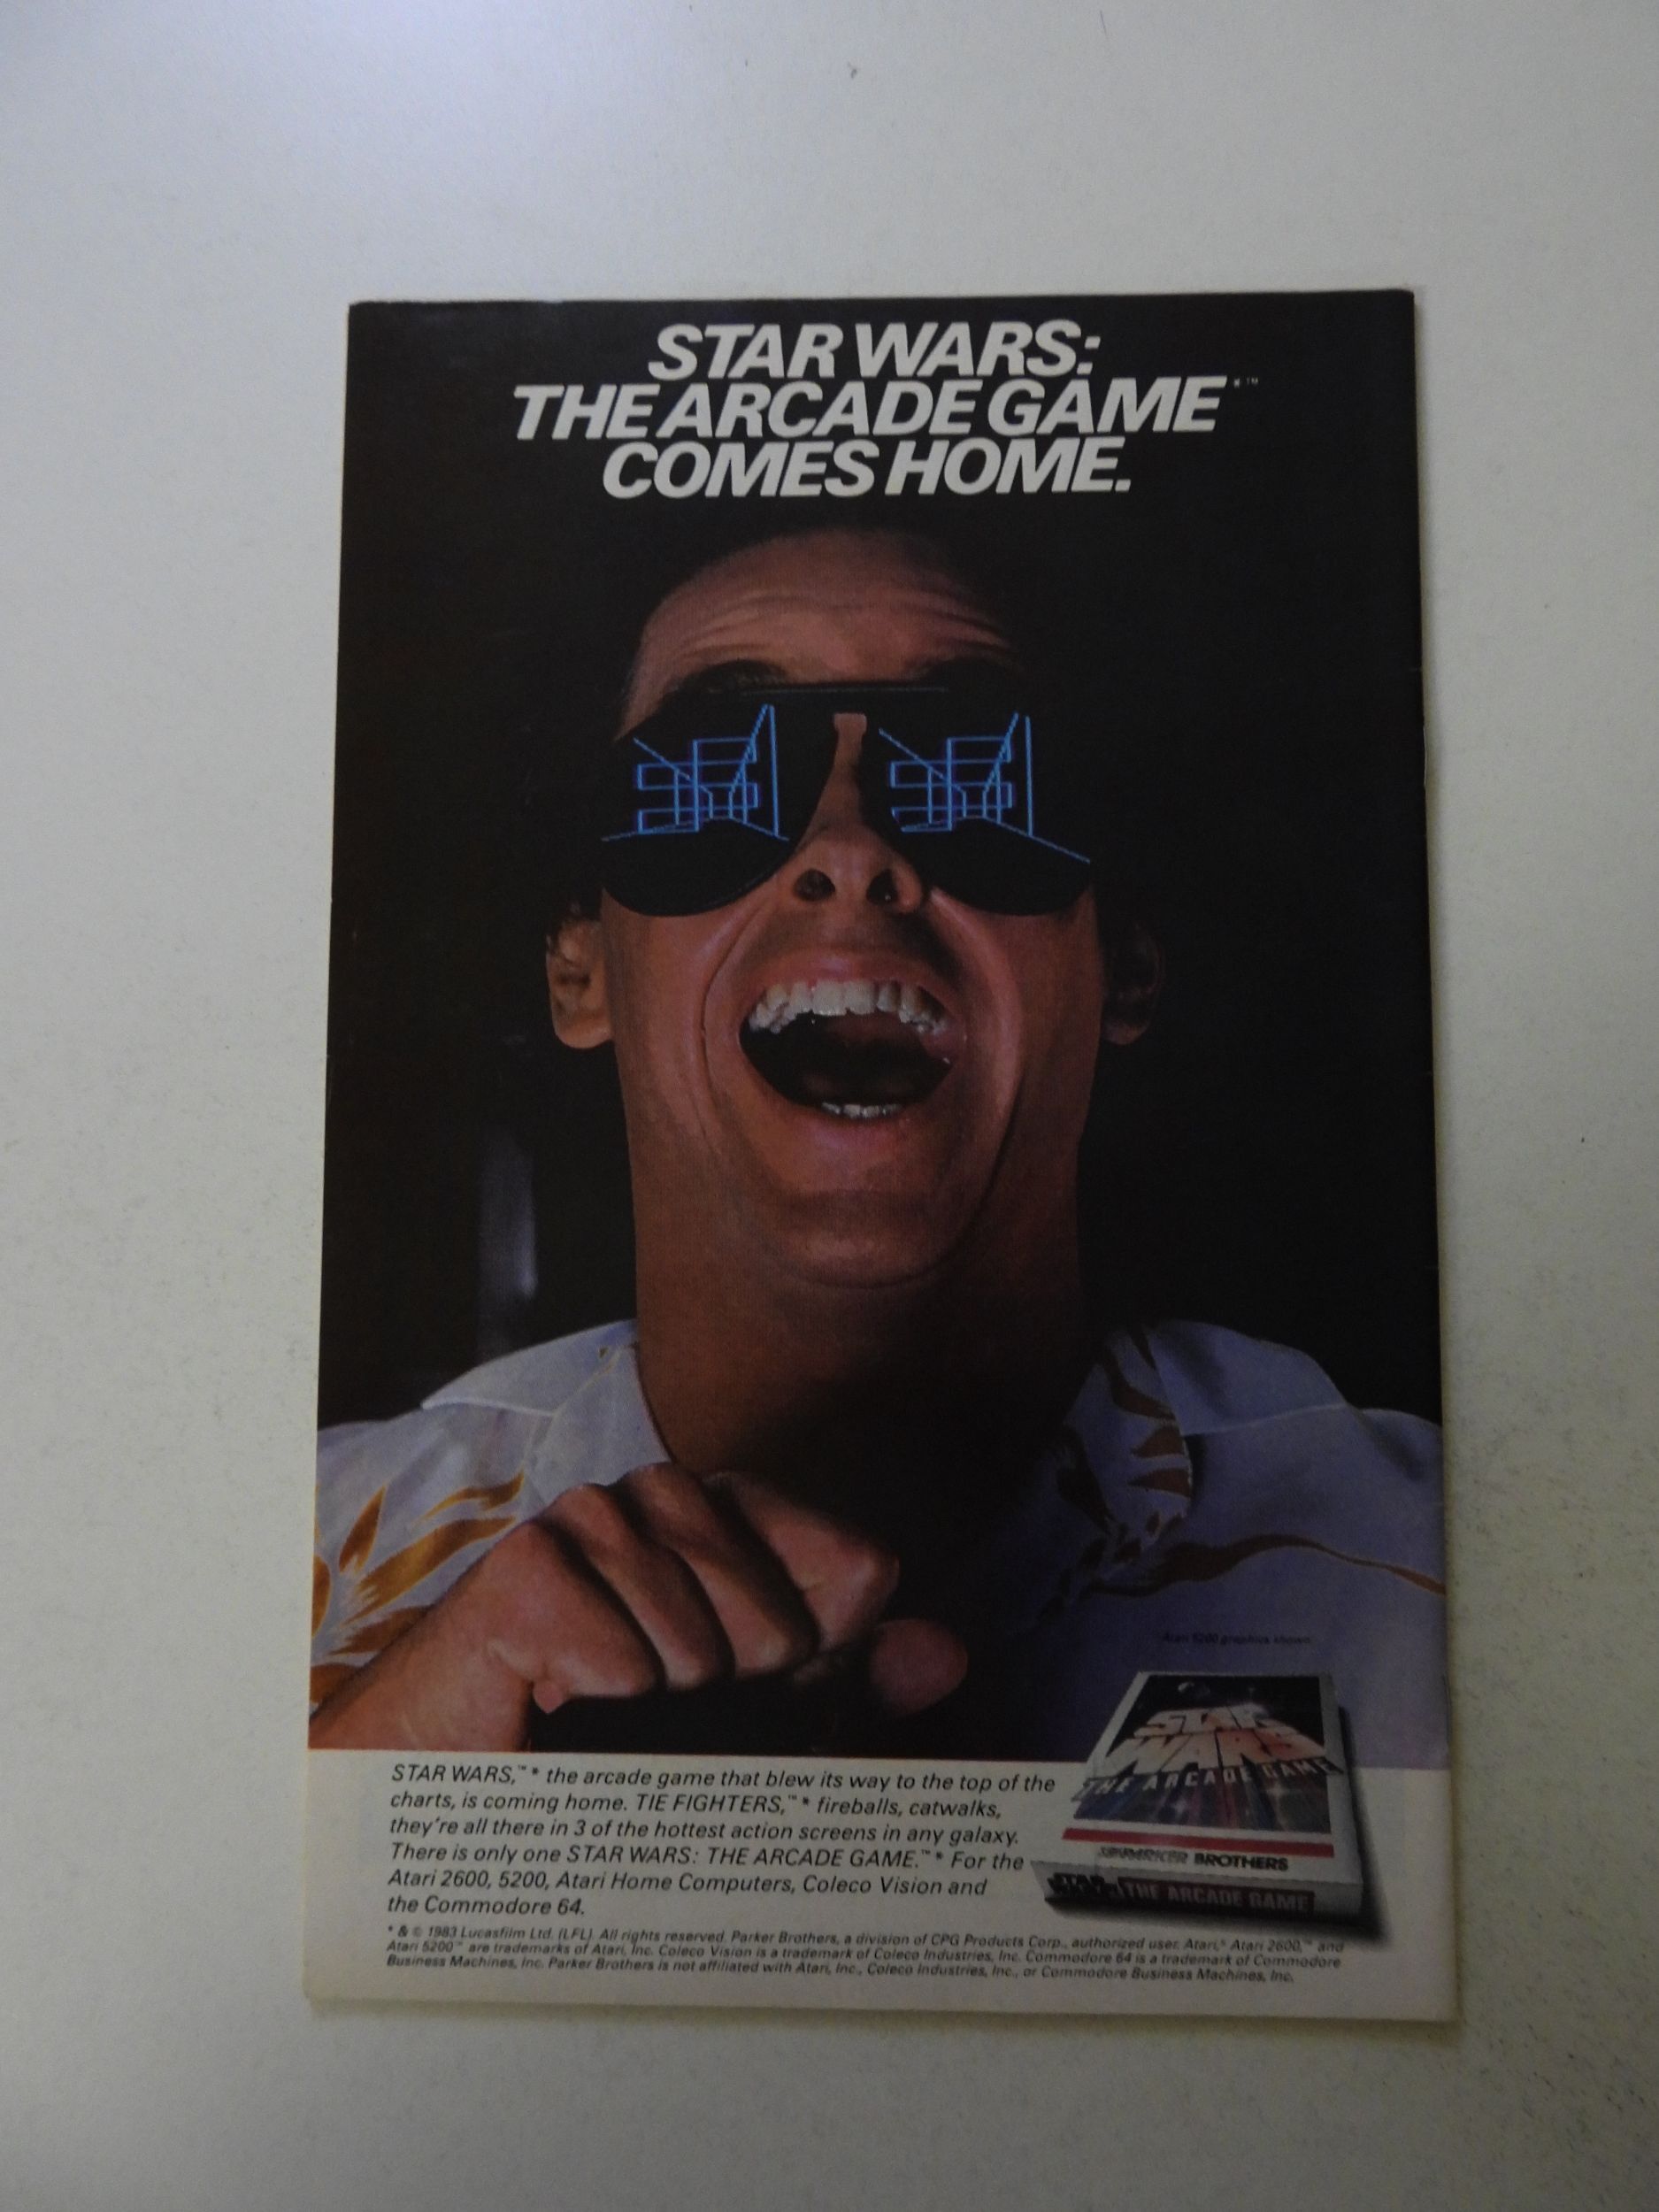 STAR WARS:
THE ARCADE GAME*™
COMES HOME.
Atari 5200 graphics shown.
STAR WARS
THE ARCADE GAME
PARKER BROTHERS
STAR WARS THE ARCADE GAME
STAR WARS,™* the arcade game that blew its way to the top of the
charts, is coming home. TIE FIGHTERS,™* fireballs, catwalks,
they're all there in 3 of the hottest action screens in any galaxy.
There is only one STAR WARS: THE ARCADE GAME.™* For the
Atari 2600, 5200, Atari Home Computers, Coleco Vision and
the Commodore 64.
* & © 1983 Lucasfilm Ltd. (LFL). All rights reserved. Parker Brothers, a division of CPG Products Corp., authorized user. Atari,® Atari 2600,™ and
Atari 5200™ are trademarks of Atari, Inc. Coleco Vision is a trademark of Coleco Industries, Inc. Commodore 64 is a trademark of Commodore
Business Machines, Inc. Parker Brothers is not affiliated with Atari, Inc., Coleco Industries, Inc., or Commodore Business Machines, Inc.